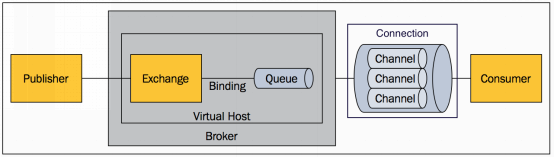 Publisher
Exchange
Binding
Queue
Virtual Host
Broker
Connection
Channel
Channel
Channel
Consumer